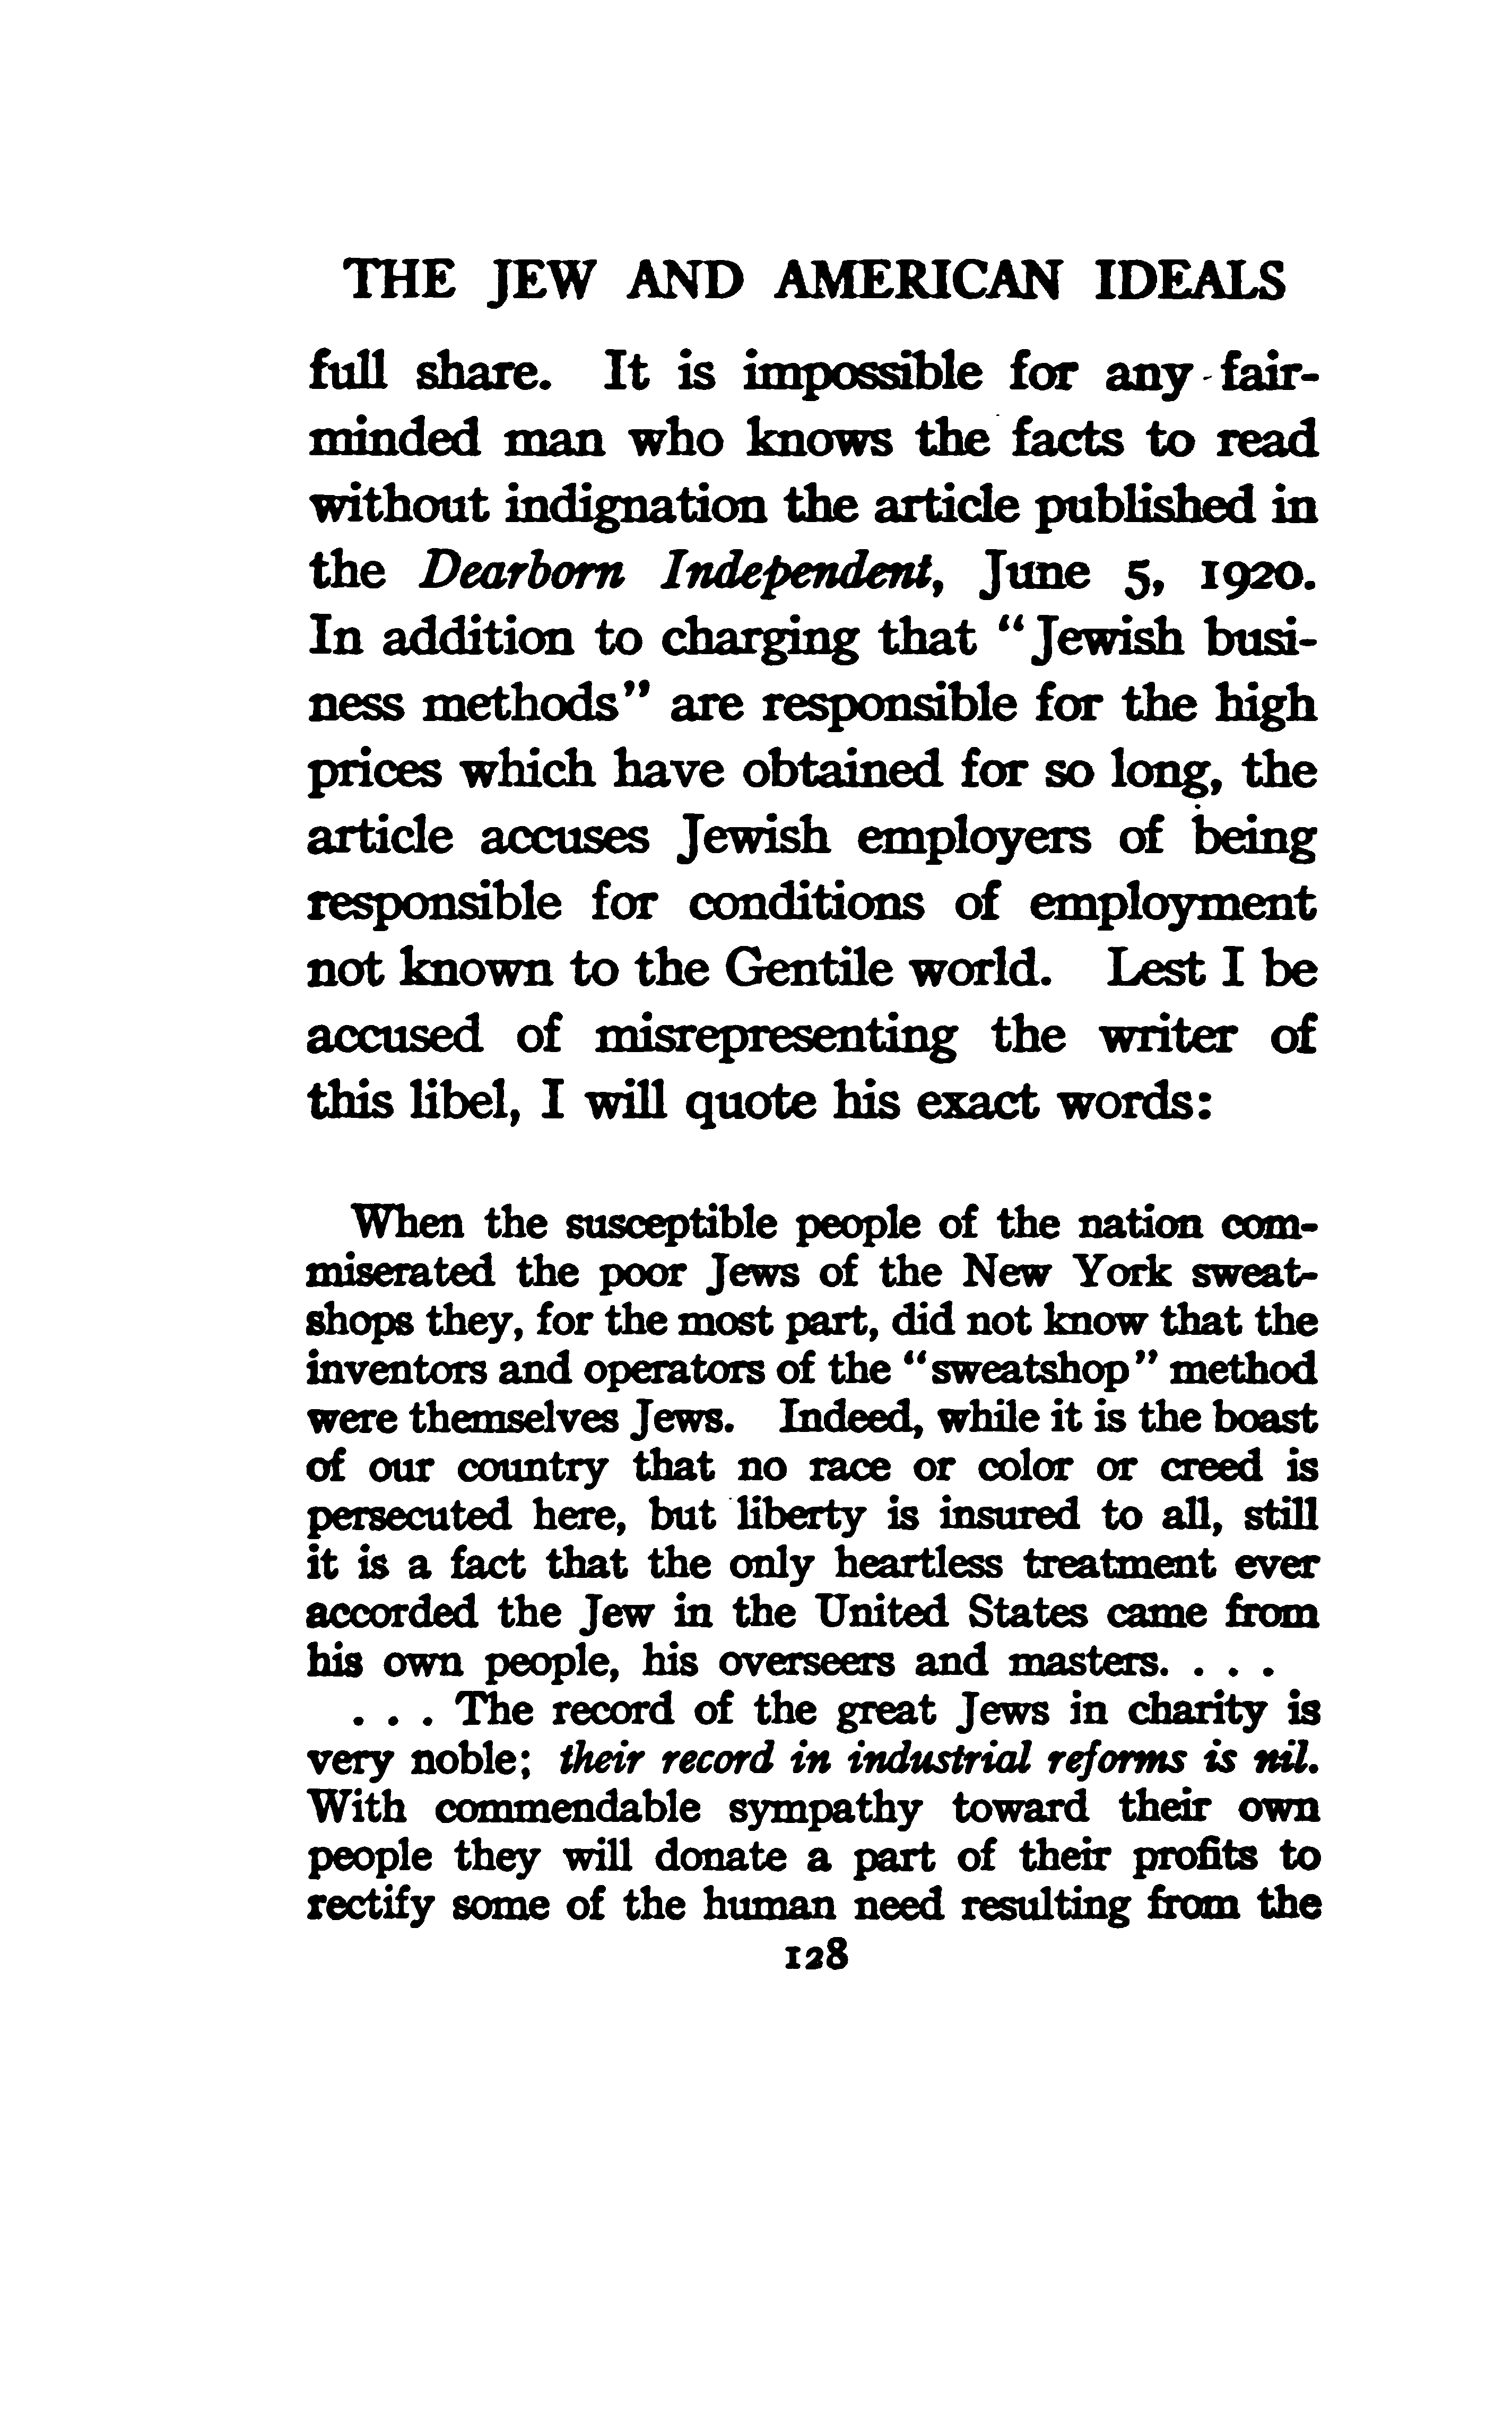 THE JEW AND AMERICAN IDEALS
full share. It is impossible for any fair-
minded man who knows the facts to read
without indignation the article published in
the Dearborn Independent, June 5, 1920.
In addition to charging that “Jewish busi-
ness methods” are responsible for the high
prices which have obtained for so long, the
article accuses Jewish employers of being
responsible for conditions of employment
not known to the Gentile world. Lest I be
accused of misrepresenting the writer of
this libel, I will quote his exact words:
When the susceptible people of the nation com-
miserated the poor Jews of the New York sweat-
shops they, for the most part, did not know that the
inventors and operators of the “sweatshop” method
were themselves Jews. Indeed, while it is the boast
of our country that no race or color or creed is
persecuted here, but liberty is insured to all, still
it is a fact that the only heartless treatment ever
accorded the Jew in the United States came from
his own people, his overseers and masters. . . .
. . . The record of the great Jews in charity is
very noble; their record in industrial reforms is nil.
With commendable sympathy toward their own
people they will donate a part of their profits to
rectify some of the human need resulting from the
128